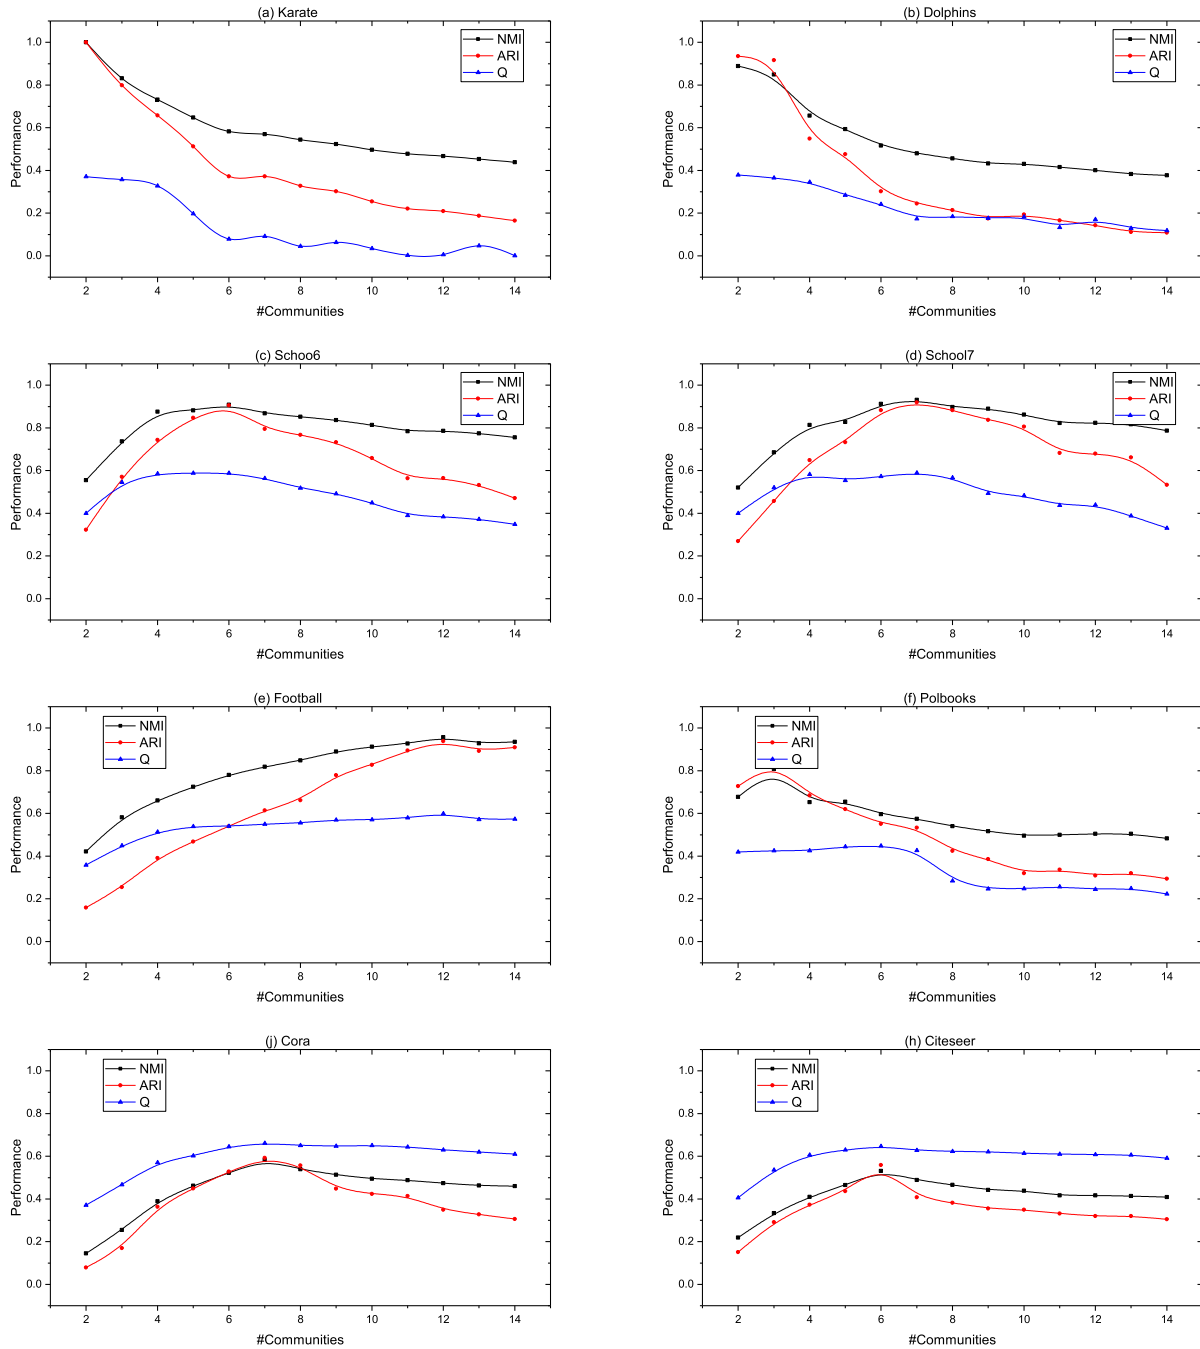 (a) Karate
NMI
ARI
Q
Performance
1.0
0.8
0.6
0.4
0.2
0.0
2 4 6 8 10 12 14
#Communities
(b) Dolphins
NMI
ARI
Q
Performance
1.0
0.8
0.6
0.4
0.2
0.0
2 4 6 8 10 12 14
#Communities
(c) Schoo6
NMI
ARI
Q
Performance
1.0
0.8
0.6
0.4
0.2
0.0
2 4 6 8 10 12 14
#Communities
(d) School7
NMI
ARI
Q
Performance
1.0
0.8
0.6
0.4
0.2
0.0
2 4 6 8 10 12 14
#Communities
(e) Football
NMI
ARI
Q
Performance
1.0
0.8
0.6
0.4
0.2
0.0
2 4 6 8 10 12 14
#Communities
(f) Polbooks
NMI
ARI
Q
Performance
1.0
0.8
0.6
0.4
0.2
0.0
2 4 6 8 10 12 14
#Communities
(j) Cora
NMI
ARI
Q
Performance
1.0
0.8
0.6
0.4
0.2
0.0
2 4 6 8 10 12 14
#Communities
(h) Citeseer
NMI
ARI
Q
Performance
1.0
0.8
0.6
0.4
0.2
0.0
2 4 6 8 10 12 14
#Communities